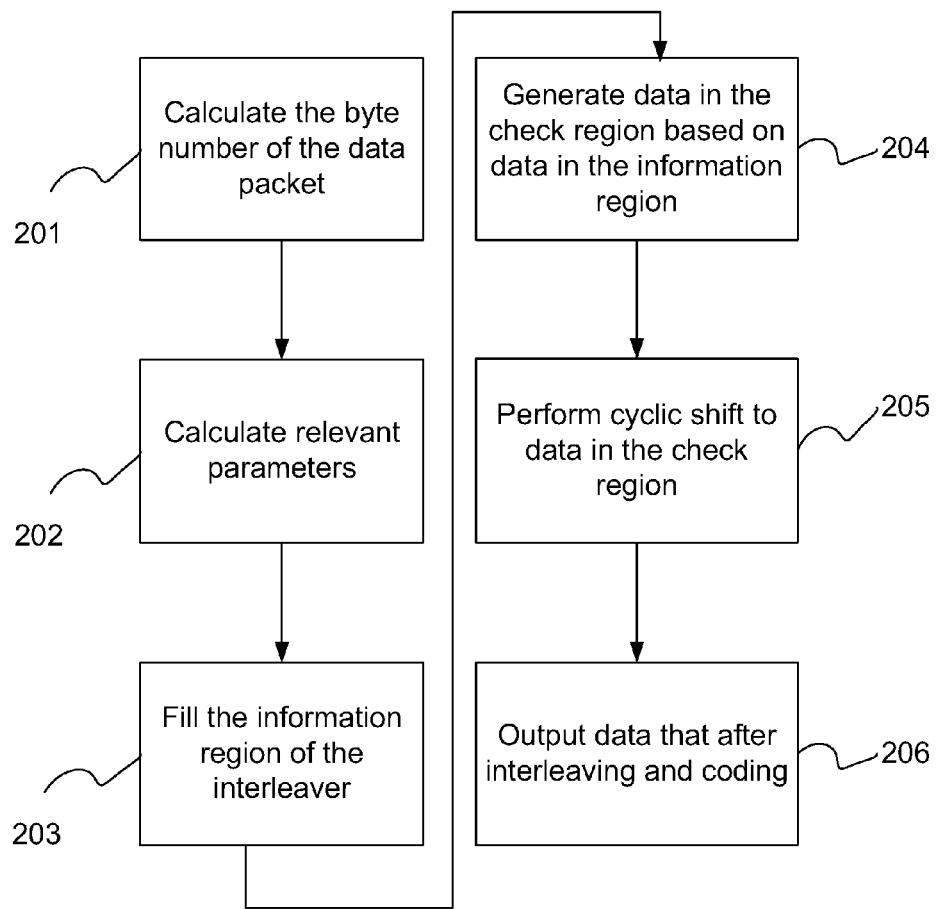 Calculate the byte
number of the data
packet
201
Calculate relevant
parameters
202
Fill the information
region of the
interleaver
203
Generate data in the
check region based on
data in the information
region
204
Perform cyclic shift to
data in the check
region
205
Output data that after
interleaving and coding
206